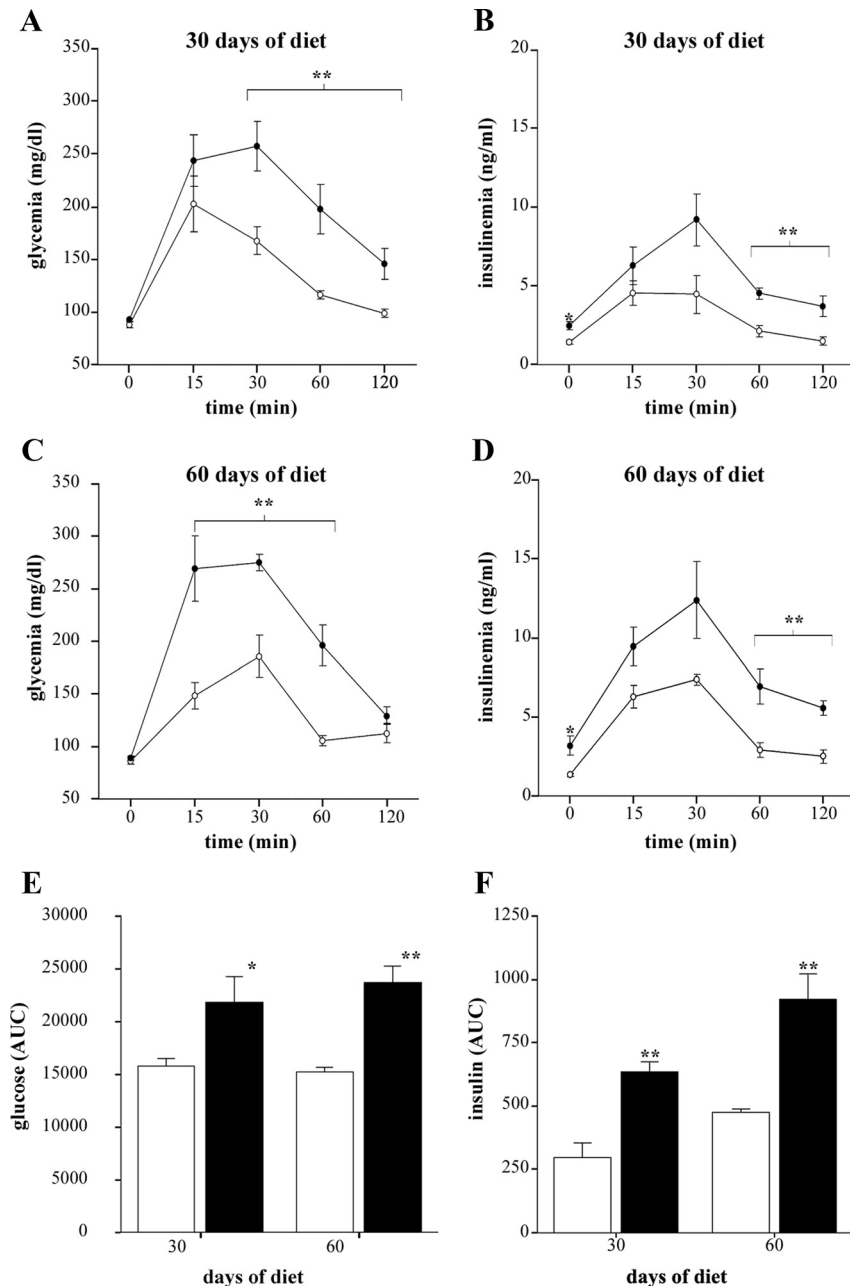 A
30 days of diet
350
300
250
200
150
100
50
glycemia (mg/dl)
**
0 15 30 60 120
time (min)
B
30 days of diet
20
15
10
5
0
insulinemia (ng/ml)
*
**
0 15 30 60 120
time (min)
C
60 days of diet
350
300
250
200
150
100
50
glycemia (mg/dl)
**
0 15 30 60 120
time (min)
D
60 days of diet
20
15
10
5
0
insulinemia (ng/ml)
*
**
0 15 30 60 120
time (min)
E
30000
25000
20000
15000
10000
5000
0
glucose (AUC)
*
**
30 60
days of diet
F
1250
1000
750
500
250
0
insulin (AUC)
**
**
30 60
days of diet